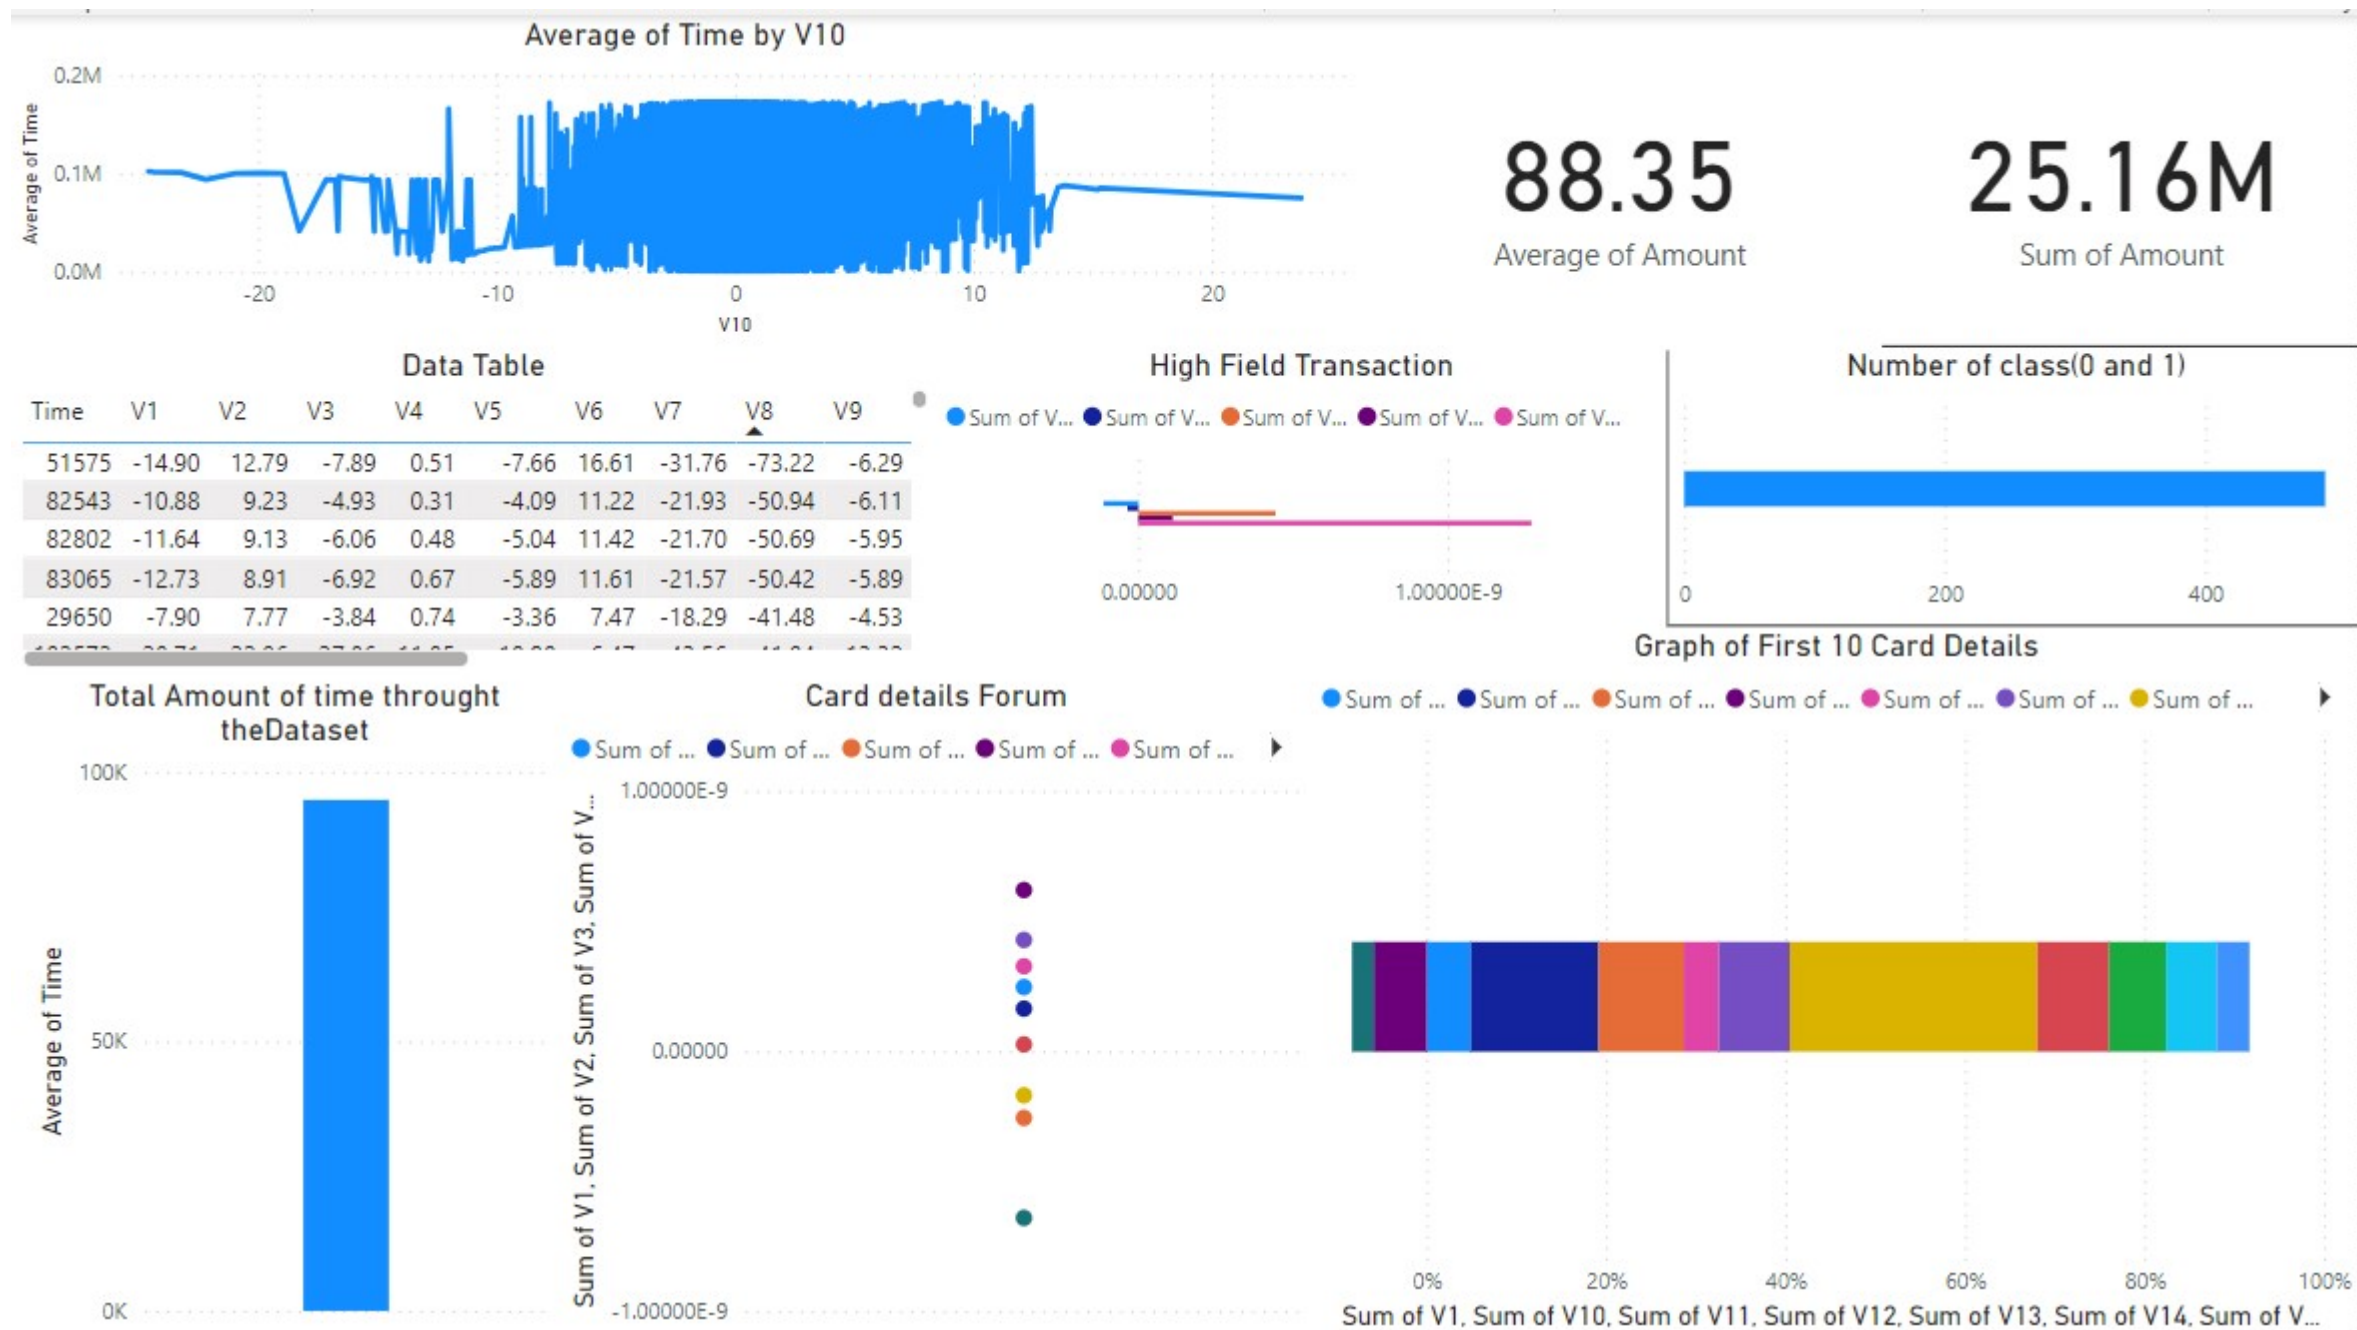 Average of Time by V10
Average of Time
0.2M
0.1M
0.0M
-20 -10 0 10 20
V10
88.35
Average of Amount
25.16M
Sum of Amount
Data Table
Time V1 V2 V3 V4 V5 V6 V7 V8 V9
51575 -14.90 12.79 -7.89 0.51 -7.66 16.61 -31.76 -73.22 -6.29
82543 -10.88 9.23 -4.93 0.31 -4.09 11.22 -21.93 -50.94 -6.11
82802 -11.64 9.13 -6.06 0.48 -5.04 11.42 -21.70 -50.69 -5.95
83065 -12.73 8.91 -6.92 0.67 -5.89 11.61 -21.57 -50.42 -5.89
29650 -7.90 7.77 -3.84 0.74 -3.36 7.47 -18.29 -41.48 -4.53
High Field Transaction
Sum of V... Sum of V... Sum of V... Sum of V... Sum of V...
0.00000 1.00000E-9
Number of class(0 and 1)
0 200 400
Total Amount of time throught
theDataset
Average of Time
100K
50K
0K
Card details Forum
Sum of ... Sum of ... Sum of ... Sum of ... Sum of ...
Sum of V1, Sum of V2, Sum of V3, Sum of V...
1.00000E-9
0.00000
-1.00000E-9
Graph of First 10 Card Details
Sum of ... Sum of ... Sum of ... Sum of ... Sum of ... Sum of ... Sum of ...
0% 20% 40% 60% 80% 100%
Sum of V1, Sum of V10, Sum of V11, Sum of V12, Sum of V13, Sum of V14, Sum of V...